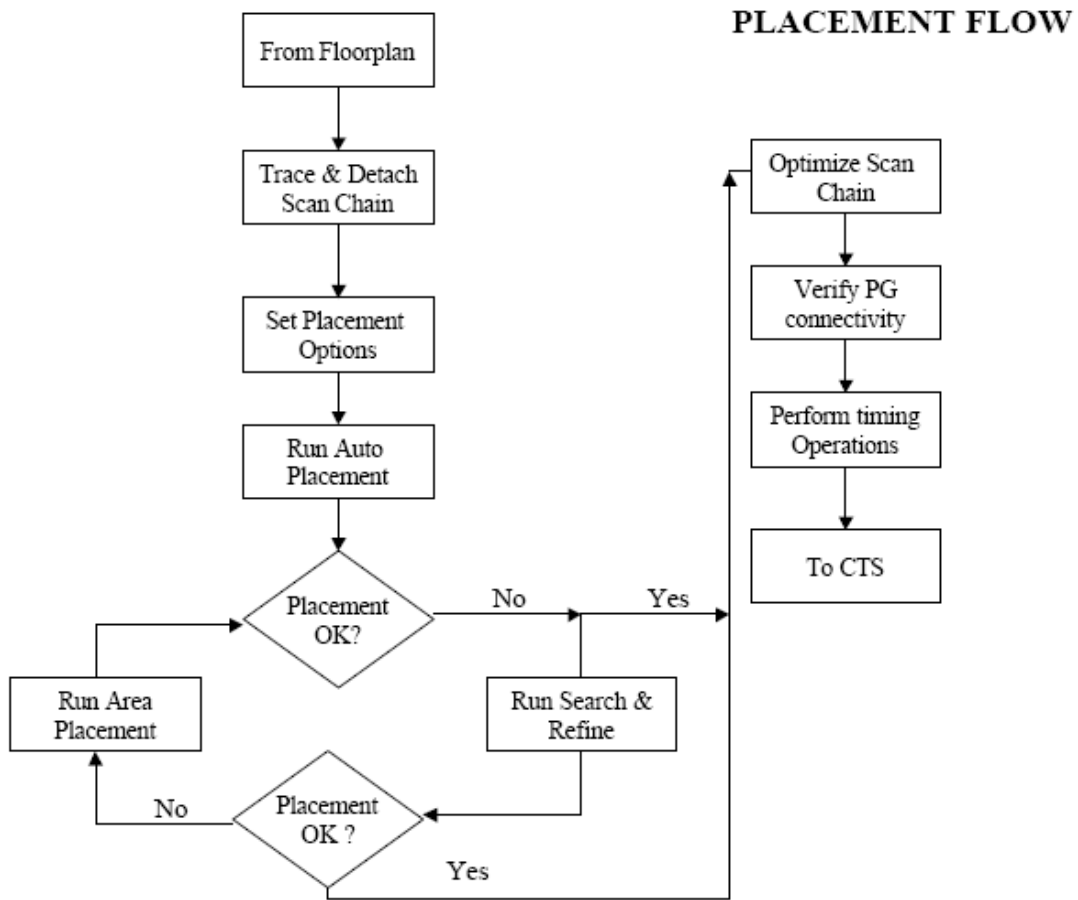 PLACEMENT FLOW
From Floorplan
Trace & Detach
Scan Chain
Set Placement
Options
Run Auto
Placement
Placement
OK?
No
Yes
Run Area
Placement
Run Search &
Refine
Placement
OK ?
No
Yes
Optimize Scan
Chain
Verify PG
connectivity
Perform timing
Operations
To CTS